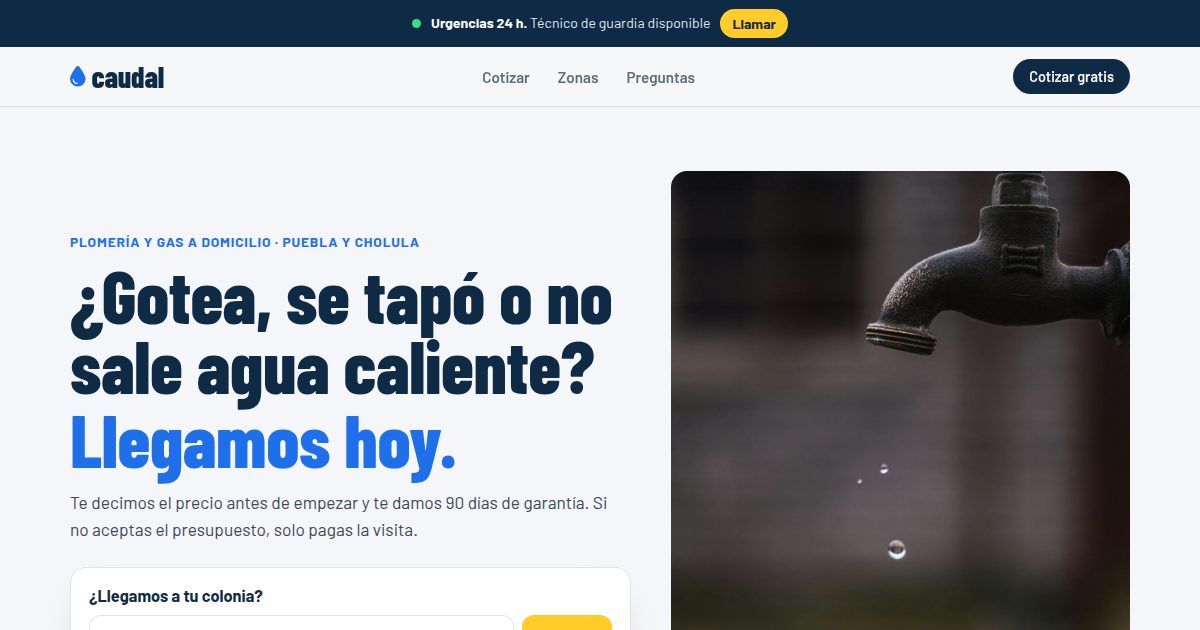 Urgencias 24 h. Técnico de guardia disponible Llamar
caudal
Cotizar Zonas Preguntas
Cotizar gratis
PLOMERÍA Y GAS A DOMICILIO · PUEBLA Y CHOLULA
¿Gotea, se tapó o no
sale agua caliente?
Llegamos hoy.
Te decimos el precio antes de empezar y te damos 90 días de garantía. Si
no aceptas el presupuesto, solo pagas la visita.
¿Llegamos a tu colonia?